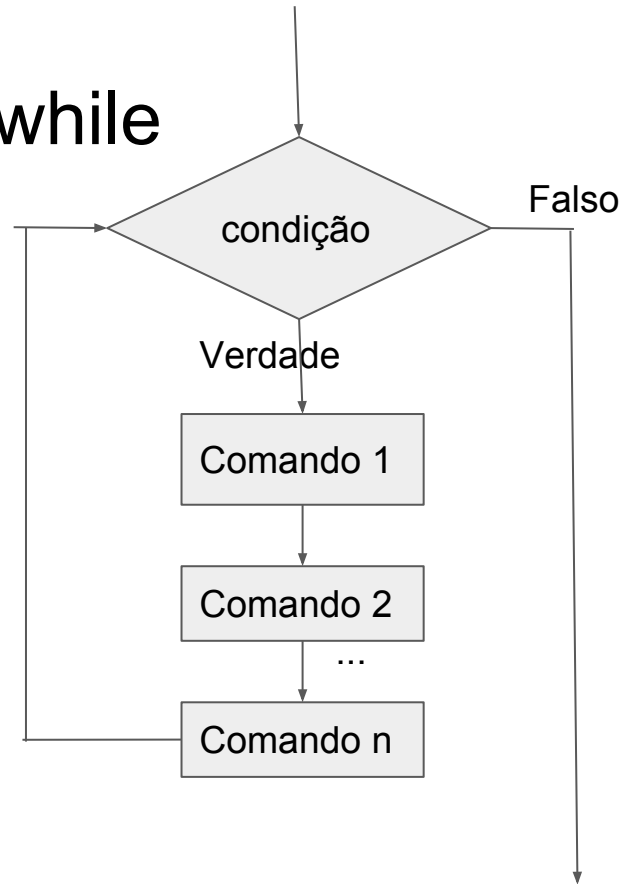 while
condição
Falso
Verdade
Comando 1
Comando 2
...
Comando n